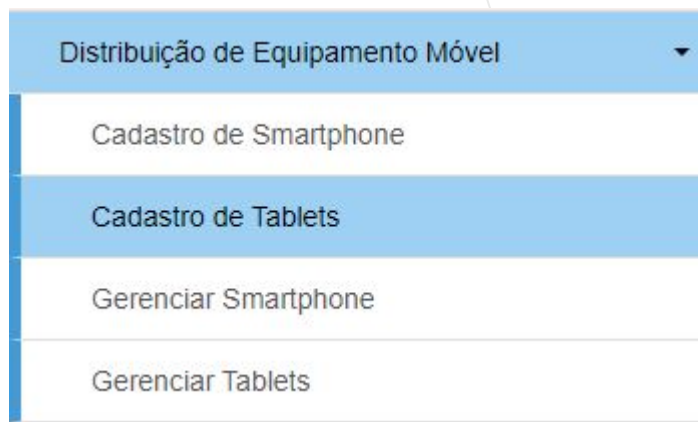 Distribuição de Equipamento Móvel
Cadastro de Smartphone
Cadastro de Tablets
Gerenciar Smartphone
Gerenciar Tablets